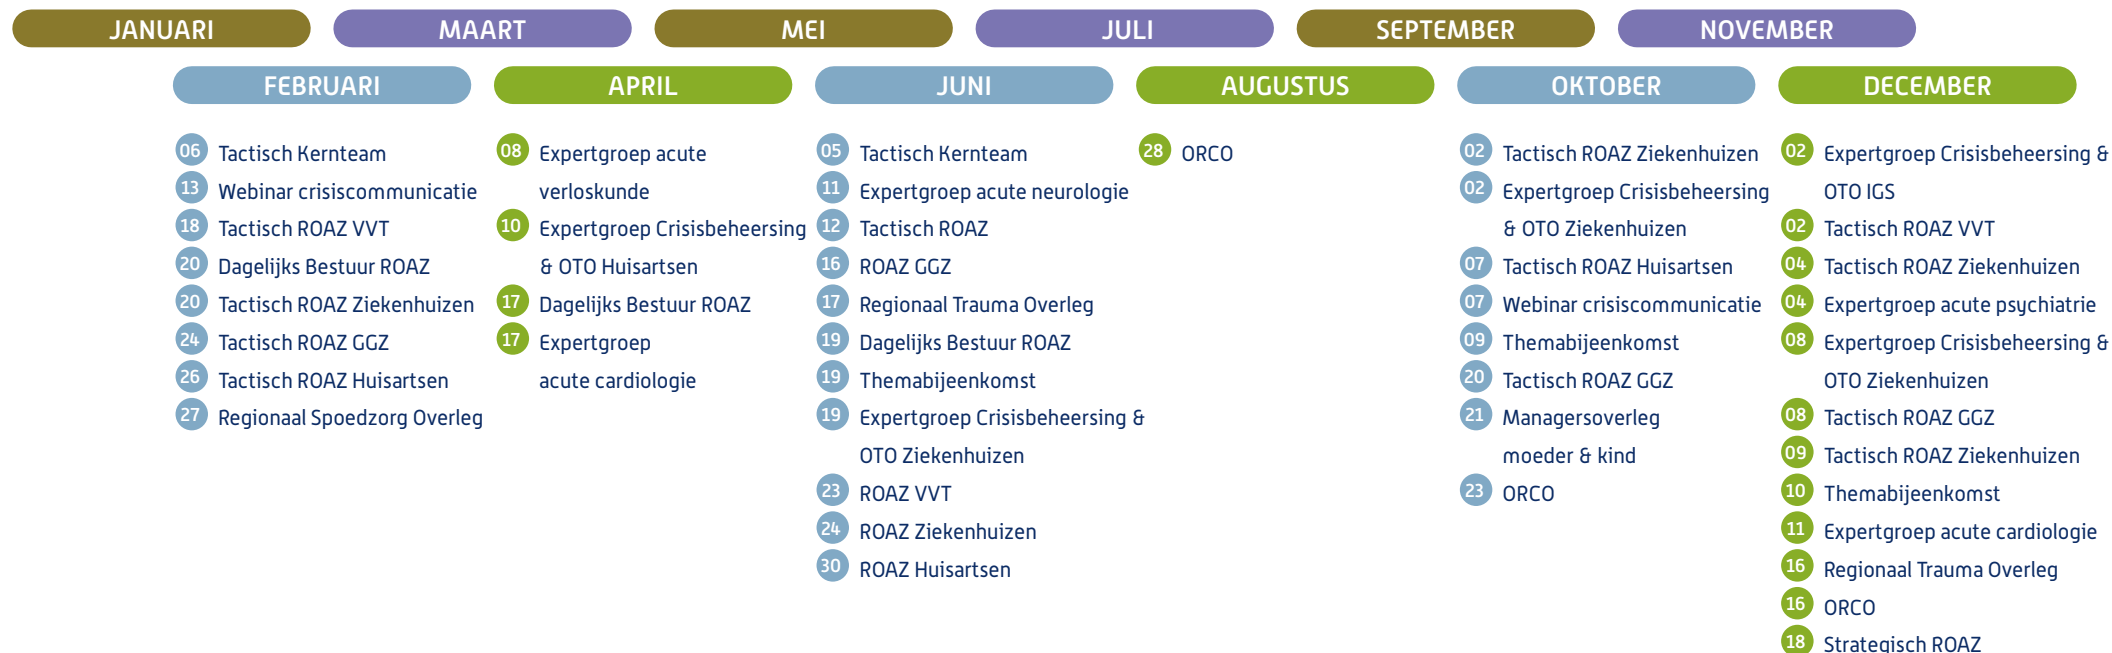 JANUARI
MAART
MEI
JULI
SEPTEMBER
NOVEMBER
FEBRUARI
APRIL
JUNI
AUGUSTUS
OKTOBER
DECEMBER
06 Tactisch Kernteam
13 Webinar crisiscommunicatie
18 Tactisch ROAZ VVT
20 Dagelijks Bestuur ROAZ
20 Tactisch ROAZ Ziekenhuizen
24 Tactisch ROAZ GGZ
26 Tactisch ROAZ Huisartsen
27 Regionaal Spoedzorg Overleg
08 Expertgroep acute
verloskunde
10 Expertgroep Crisisbeheersing
& OTO Huisartsen
17 Dagelijks Bestuur ROAZ
17 Expertgroep
acute cardiologie
05 Tactisch Kernteam
11 Expertgroep acute neurologie
12 Tactisch ROAZ
16 ROAZ GGZ
17 Regionaal Trauma Overleg
19 Dagelijks Bestuur ROAZ
19 Themabijeenkomst
19 Expertgroep Crisisbeheersing &
OTO Ziekenhuizen
23 ROAZ VVT
24 ROAZ Ziekenhuizen
30 ROAZ Huisartsen
28 ORCO
02 Tactisch ROAZ Ziekenhuizen
02 Expertgroep Crisisbeheersing
& OTO Ziekenhuizen
07 Tactisch ROAZ Huisartsen
07 Webinar crisiscommunicatie
09 Themabijeenkomst
20 Tactisch ROAZ GGZ
21 Managersoverleg
moeder & kind
23 ORCO
02 Expertgroep Crisisbeheersing &
OTO IGS
02 Tactisch ROAZ VVT
04 Tactisch ROAZ Ziekenhuizen
04 Expertgroep acute psychiatrie
08 Expertgroep Crisisbeheersing &
OTO Ziekenhuizen
08 Tactisch ROAZ GGZ
09 Tactisch ROAZ Ziekenhuizen
10 Themabijeenkomst
11 Expertgroep acute cardiologie
16 Regionaal Trauma Overleg
16 ORCO
18 Strategisch ROAZ